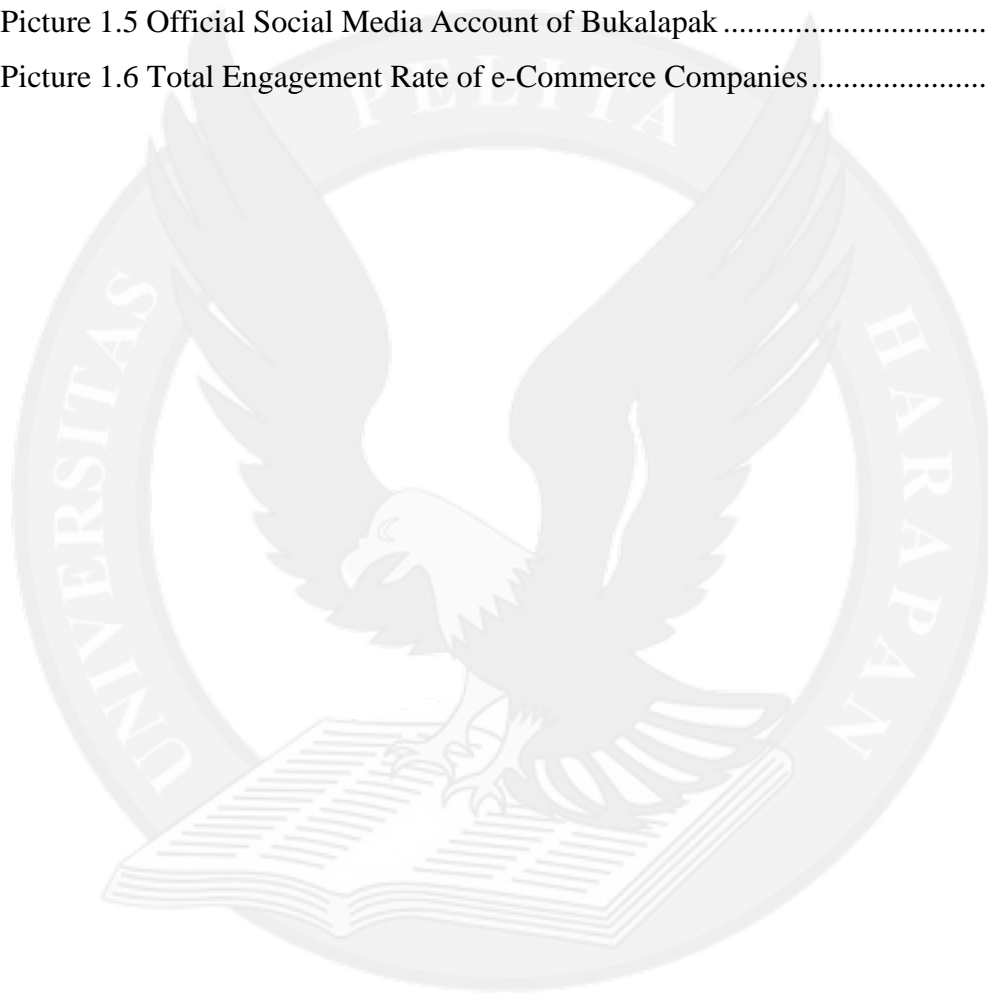 Picture 1.5 Official Social Media Account of Bukalapak .................................
Picture 1.6 Total Engagement Rate of e-Commerce Companies......................
UNIVERSITAS PELITA HARAPAN